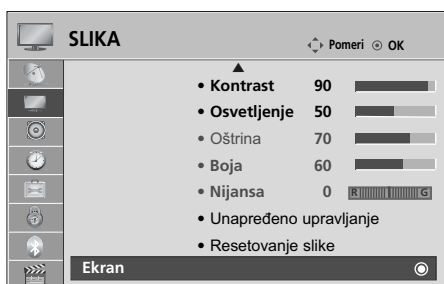 SLIKA Pomeri OK
• Kontrast 90
• Osvetljenje 50
• Oštrina 70
• Boja 60
• Nijansa 0 R G
• Unapređeno upravljanje
• Resetovanje slike
Ekran